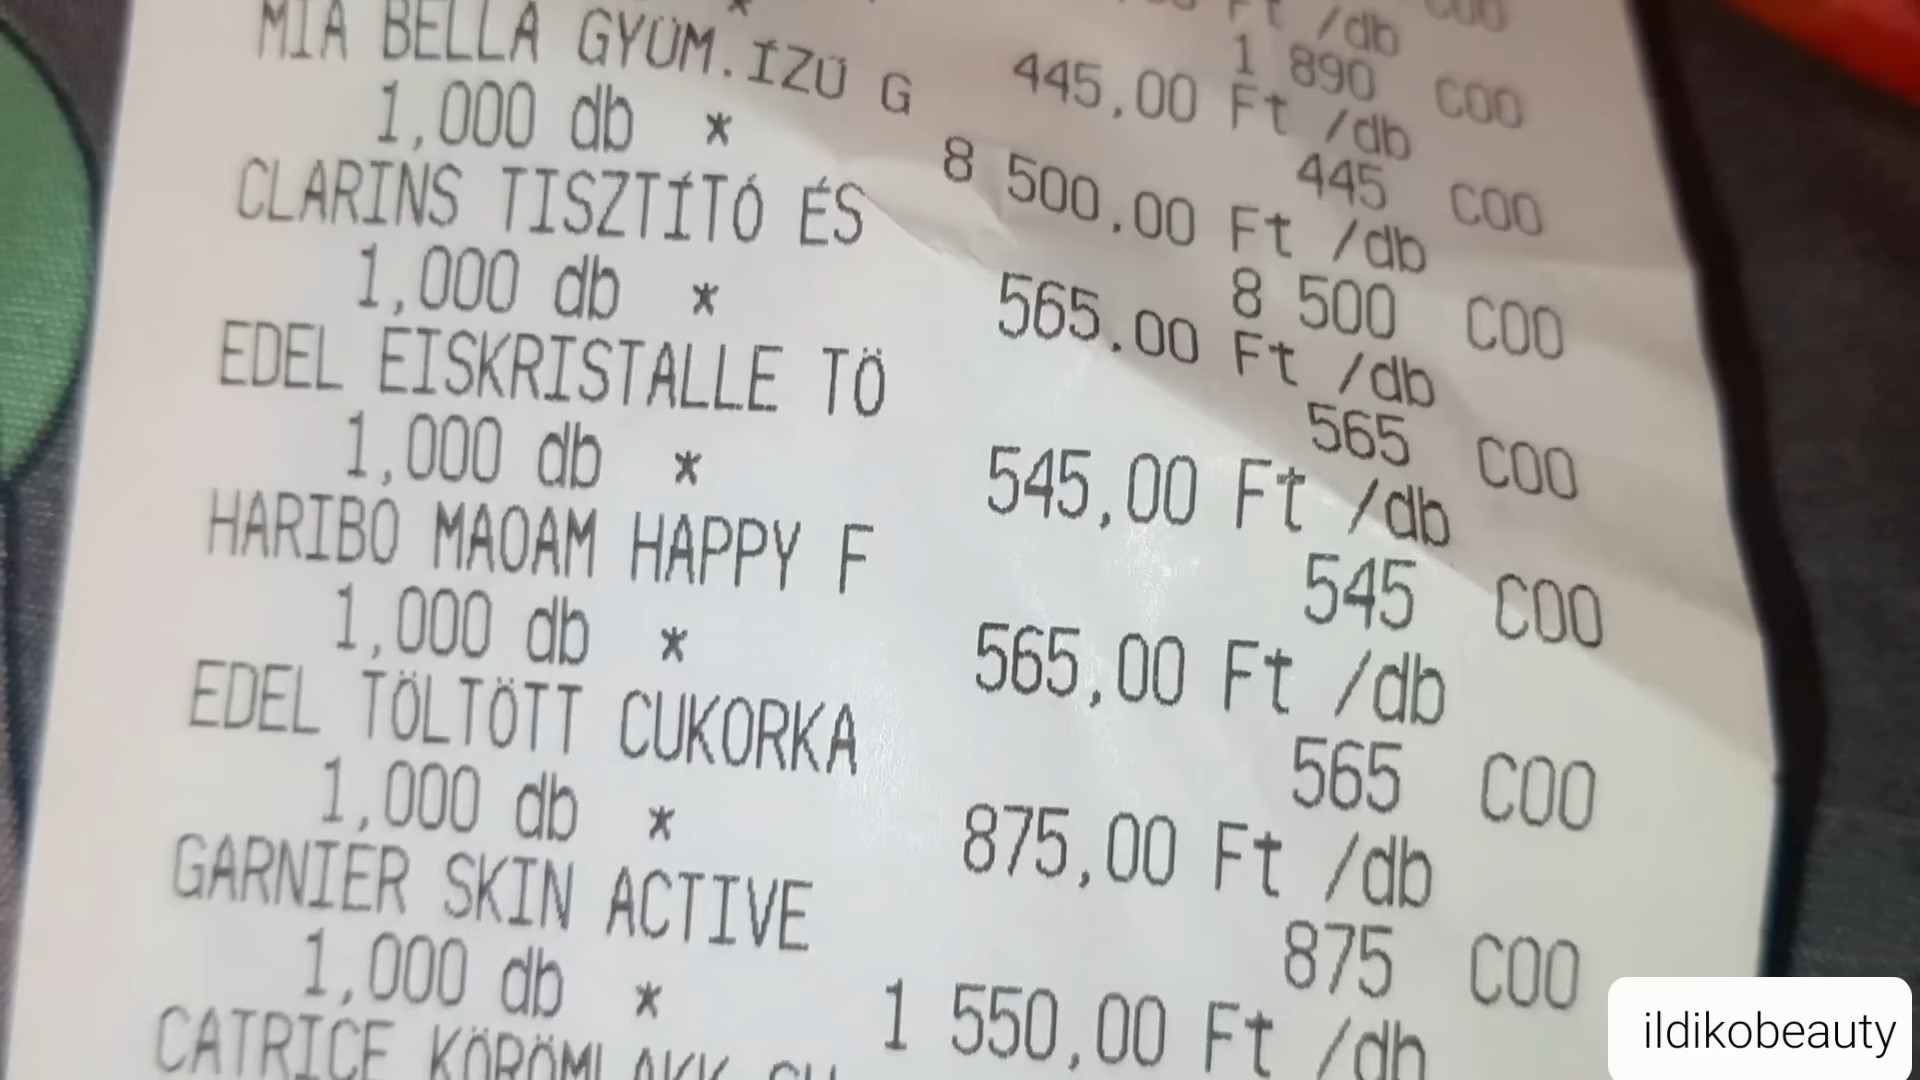 Ft /db
C00
1 890 C00
* 445,00 Ft /db
MIA BELLA GYÜM.ÍZŰ G 445 C00
1,000 db * 8 500,00 Ft /db
CLARINS TISZTÍTÓ ÉS 8 500 C00
1,000 db * 565,00 Ft /db
EDEL EISKRISTALLE TÖ 565 C00
1,000 db * 545,00 Ft /db
HARIBO MAOAM HAPPY F 545 C00
1,000 db * 565,00 Ft /db
EDEL TÖLTÖTT CUKORKA 565 C00
1,000 db * 875,00 Ft /db
GARNIER SKIN ACTIVE 875 C00
1,000 db * 1 550,00 Ft /db
CATRICE KÖRÖMLAKK
ildikobeauty